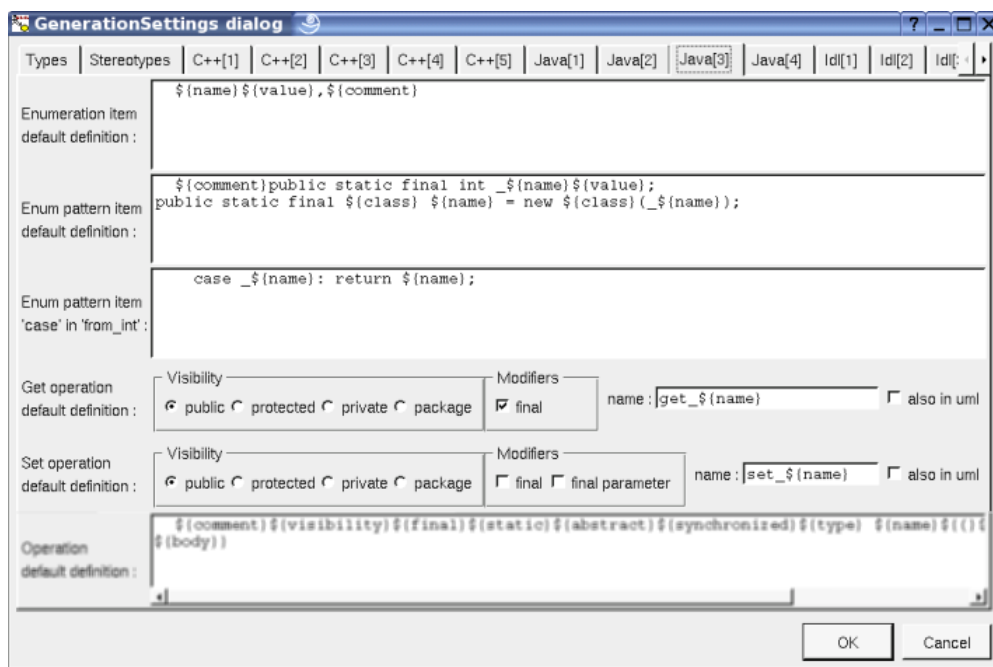 GenerationSettings dialog
Types Stereotypes C++[1] C++[2] C++[3] C++[4] C++[5] Java[1] Java[2] Java[3] Java[4] Idl[1] Idl[2] Idl[
${name}${value},${comment}
Enumeration item
default definition :
${comment}public static final int _${name}${value};
public static final ${class} ${name} = new ${class}(_${name});
Enum pattern item
default definition :
case _${name}: return ${name};
Enum pattern item
'case' in 'from_int' :
Visibility Modifiers
Get operation
default definition :
public protected private package final name : get_${name} also in uml
Visibility Modifiers
Set operation
default definition :
public protected private package final final parameter name : set_${name} also in uml
${comment}${visibility}${final}${static}${abstract}${synchronized}${type} ${name}
${body}}
Operation
default definition :
OK Cancel